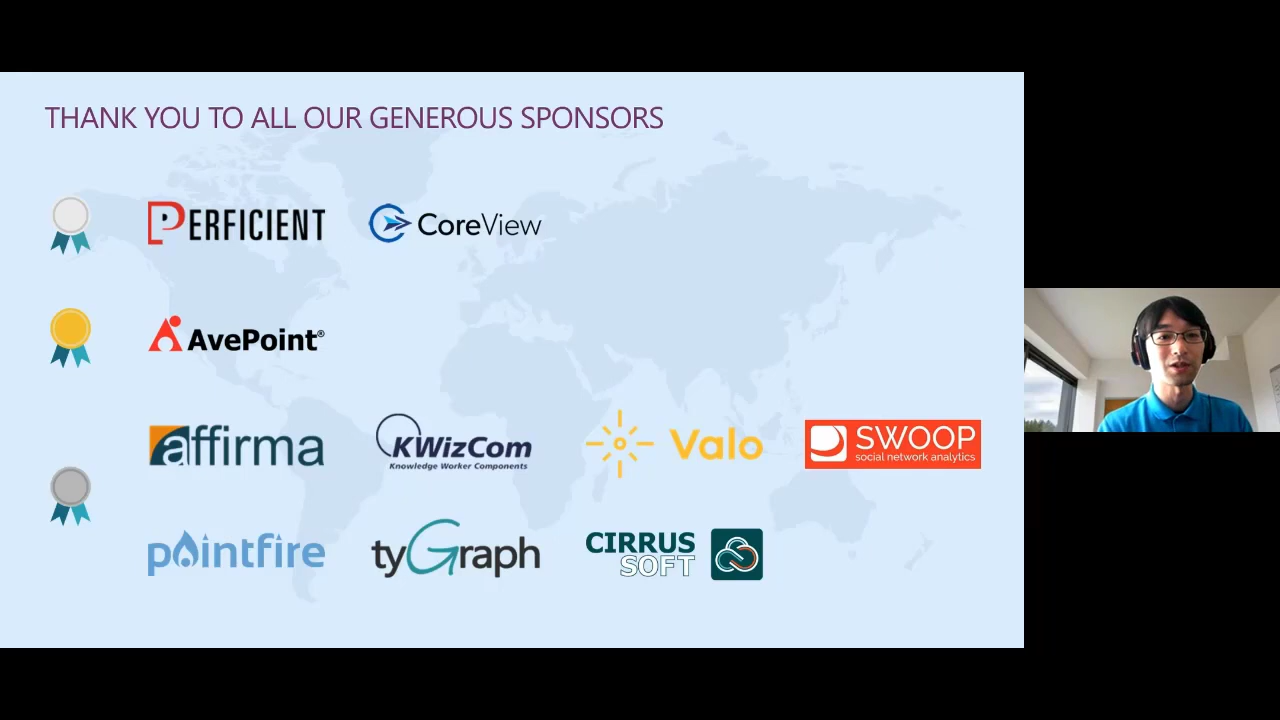 THANK YOU TO ALL OUR GENEROUS SPONSORS
PERFICIENT
CoreView
AvePoint®
affirma
KWizCom
Knowledge Worker Components
Valo
SWOOP
social network analytics
pointfire
tyGraph
CIRRUS
SOFT